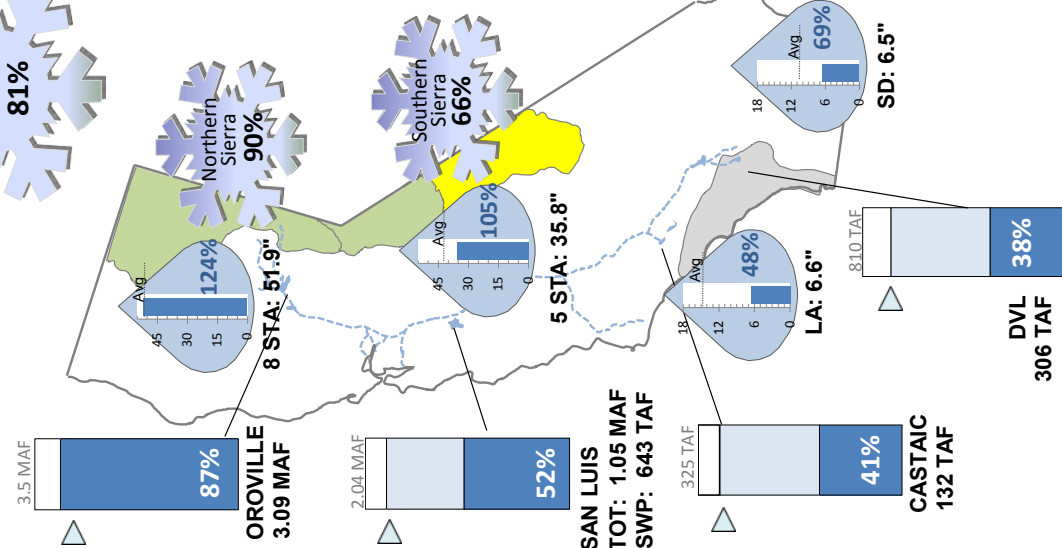 81%
Northern
Sierra
90%
Southern
Sierra
66%
Avg
124%
45
30
15
0
8 STA: 51.9"
Avg
105%
45
30
15
0
5 STA: 35.8"
Avg
48%
18
12
6
0
LA: 6.6"
Avg
69%
18
12
6
0
SD: 6.5"
3.5 MAF
87%
OROVILLE
3.09 MAF
2.04 MAF
52%
SAN LUIS
TOT: 1.05 MAF
SWP: 643 TAF
325 TAF
41%
CASTAIC
132 TAF
810 TAF
38%
DVL
306 TAF